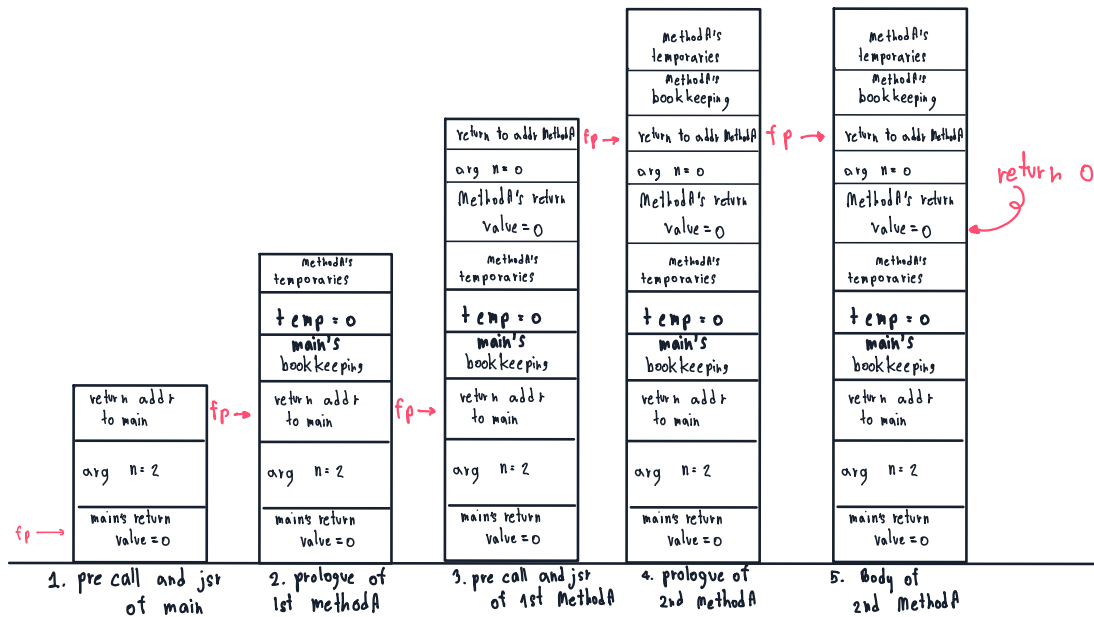 return addr
to main
arg n=2
main's return
value=0
fp →
1. pre call and jsr
of main
methodA's
temporaries
temp=0
main's
bookkeeping
return addr
to main
arg n=2
main's return
value=0
fp →
2. prologue of
1st methodA
return to addr MethodA
arg n=0
MethodA's return
value=0
methodA's
temporaries
temp=0
main's
bookkeeping
return addr
to main
arg n=2
main's return
value=0
fp →
3. pre call and jsr
of 1st MethodA
methodA's
temporaries
MethodA's
bookkeeping
return to addr MethodA
arg n=0
MethodA's return
value=0
methodA's
temporaries
temp=0
main's
bookkeeping
return addr
to main
arg n=2
main's return
value=0
fp →
4. prologue of
2nd methodA
methodA's
temporaries
MethodA's
bookkeeping
return to addr MethodA
arg n=0
MethodA's return
value=0
methodA's
temporaries
temp=0
main's
bookkeeping
return addr
to main
arg n=2
main's return
value=0
fp →
return 0
5. Body of
2nd MethodA